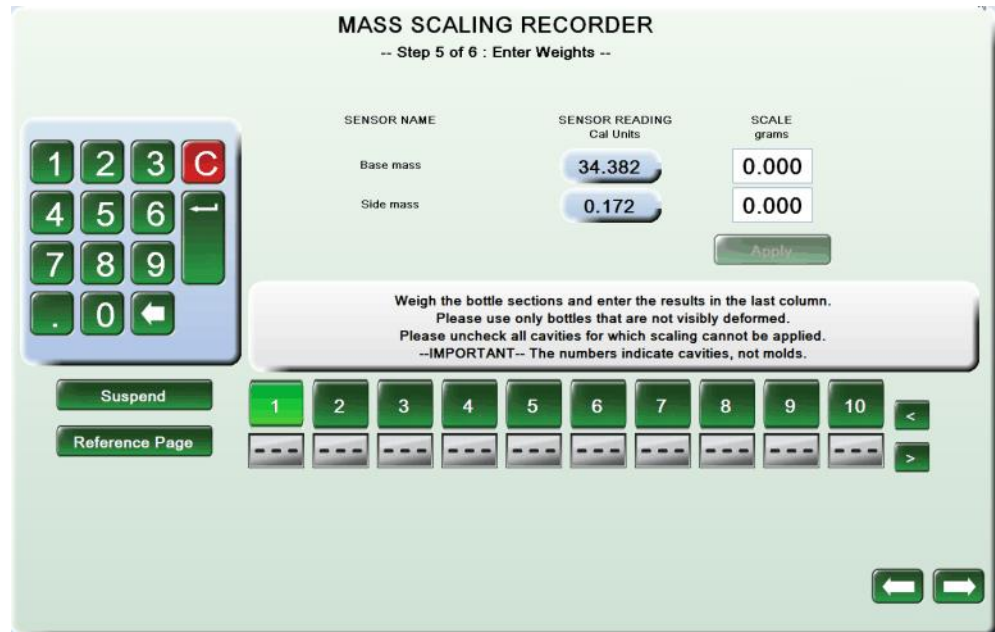 MASS SCALING RECORDER
-- Step 5 of 6 : Enter Weights --
SENSOR NAME
SENSOR READING
Cal Units
SCALE
grams
1 2 3 C
Base mass 34.382 0.000
4 5 6
Side mass 0.172 0.000
7 8 9
Apply
. 0
Weigh the bottle sections and enter the results in the last column.
Please use only bottles that are not visibly deformed.
Please uncheck all cavities for which scaling cannot be applied.
--IMPORTANT-- The numbers indicate cavities, not molds.
Suspend
1 2 3 4 5 6 7 8 9 10 <
Reference Page
--- --- --- --- --- --- --- --- --- --- >